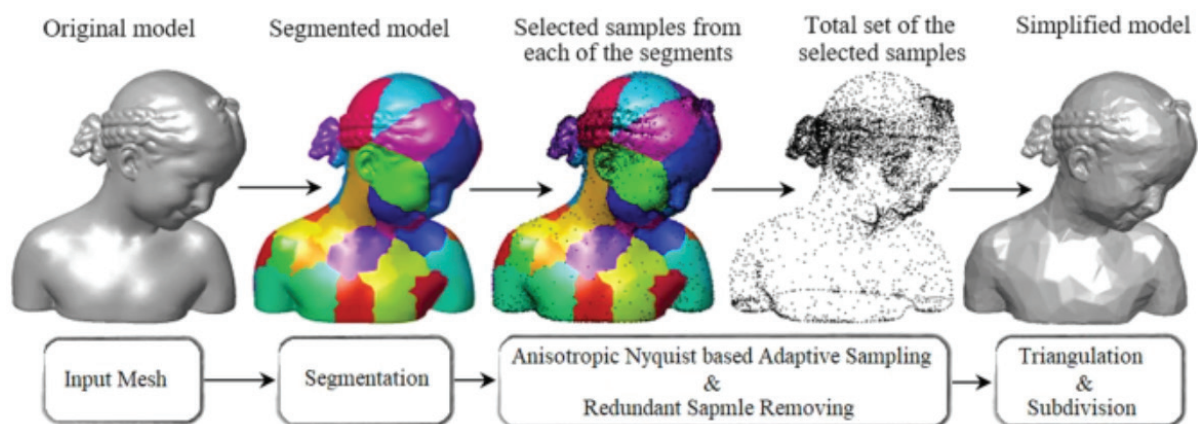 Original model
Segmented model
Selected samples from
each of the segments
Total set of the
selected samples
Simplified model
Input Mesh
Segmentation
Anisotropic Nyquist based Adaptive Sampling
&
Redundant Sapmle Removing
Triangulation
&
Subdivision